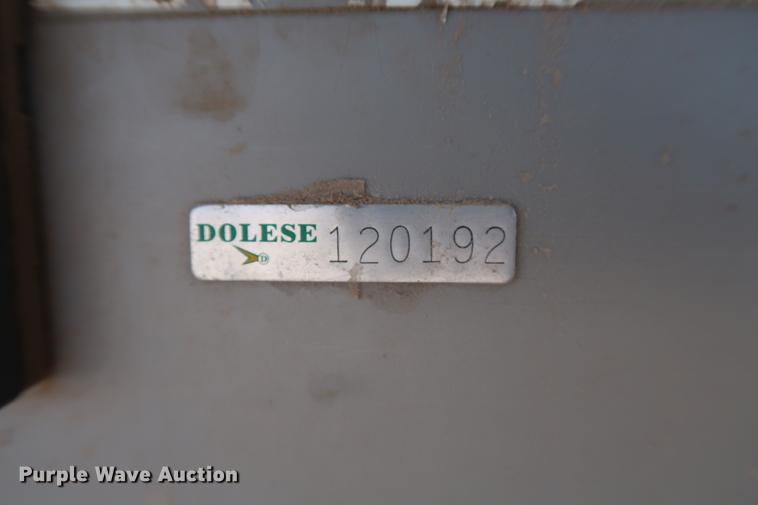 DOLESE 120192
D
Purple Wave Auction